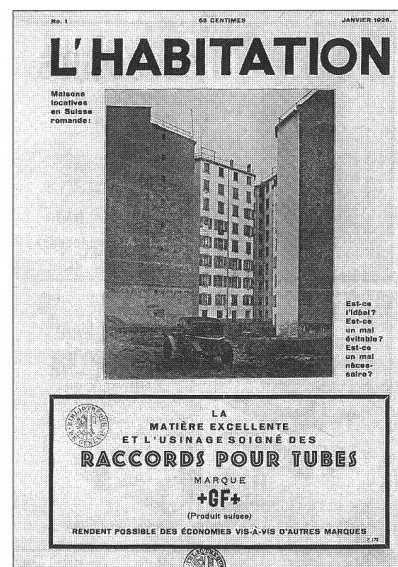 No. 1
65 CENTIMES
JANVIER 1928.
L'HABITATION
Maisons
locatives
en Suisse
romande:
Est-ce
l'idéal?
Est-ce
un mal
évitable?
Est-ce
un mal
néces-
saire?
LA
MATIÈRE EXCELLENTE
ET L'USINAGE SOIGNÉ DES
RACCORDS POUR TUBES
MARQUE
+GF+
(Produit suisse)
RENDENT POSSIBLE DES ÉCONOMIES VIS-À-VIS D'AUTRES MARQUES